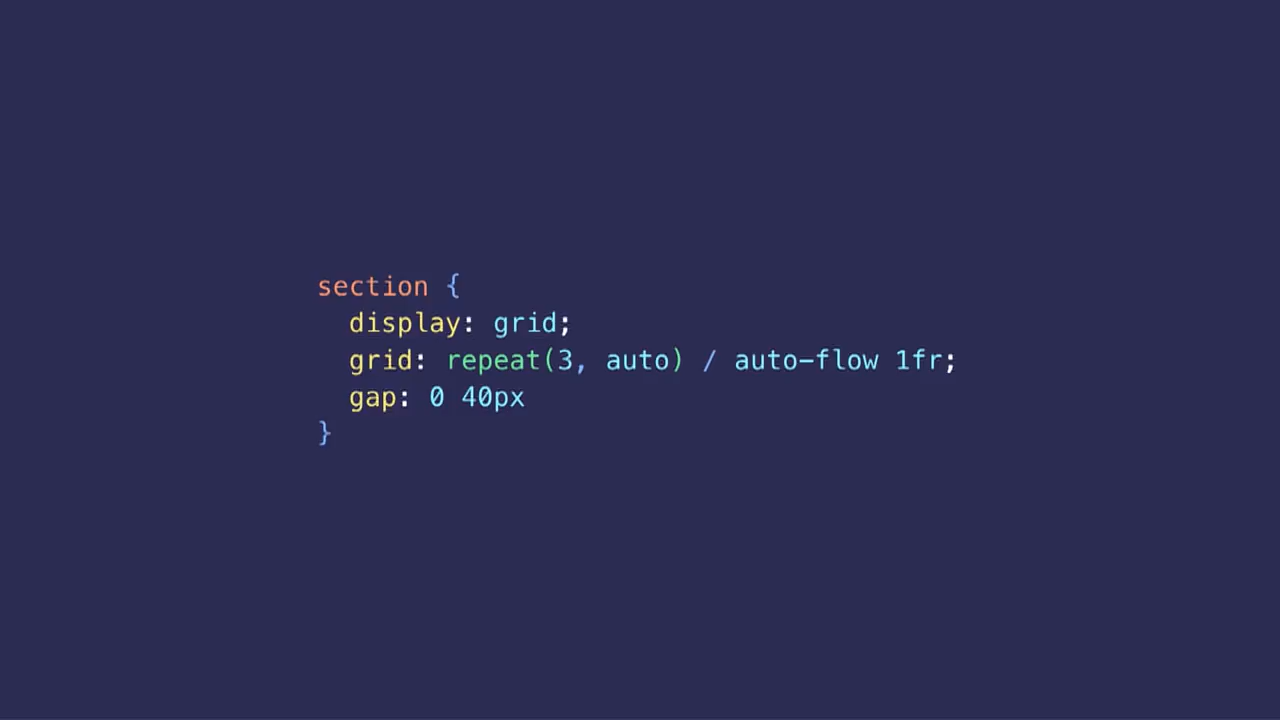 section {
  display: grid;
  grid: repeat(3, auto) / auto-flow 1fr;
  gap: 0 40px
}